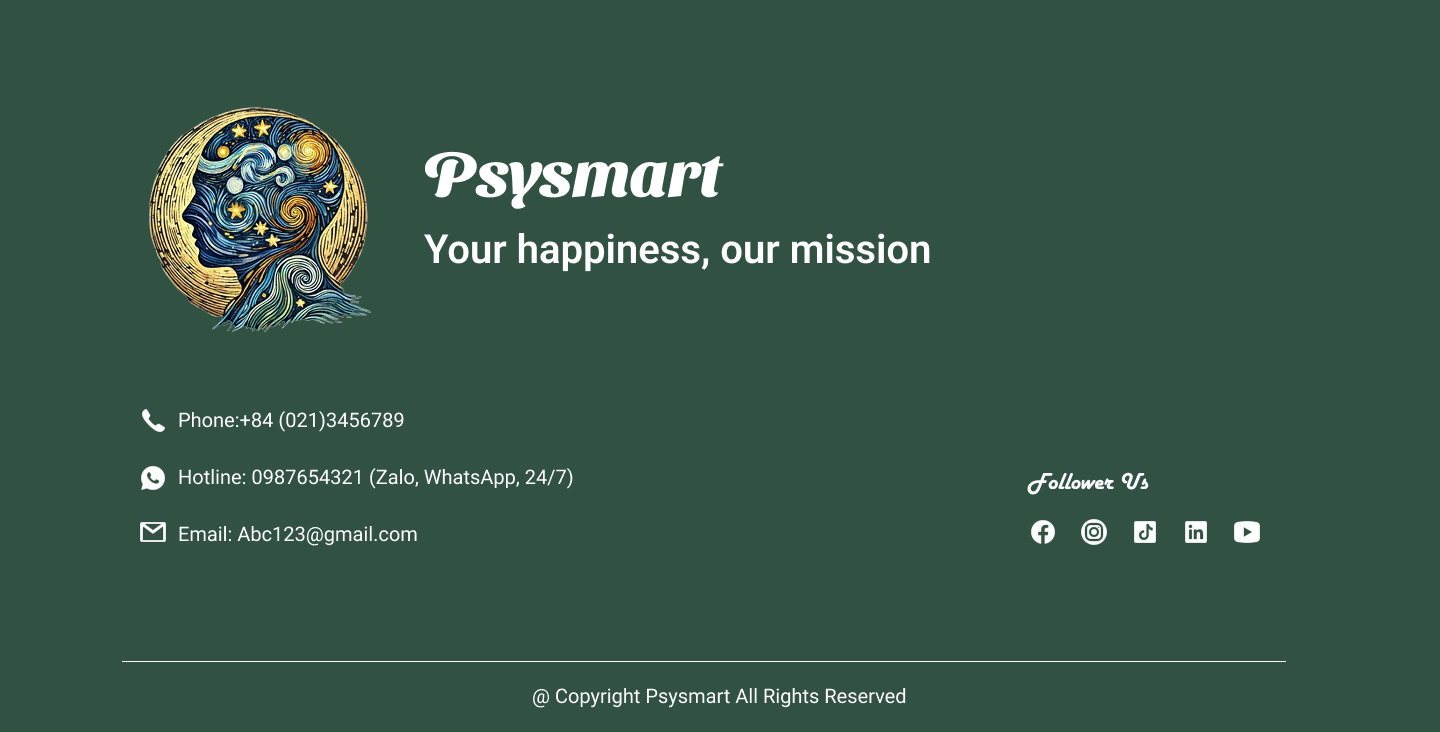 Psysmart
Your happiness, our mission
Phone:+84 (021)3456789
Hotline: 0987654321 (Zalo, WhatsApp, 24/7)
Email: Abc123@gmail.com
Follower Us
@ Copyright Psysmart All Rights Reserved